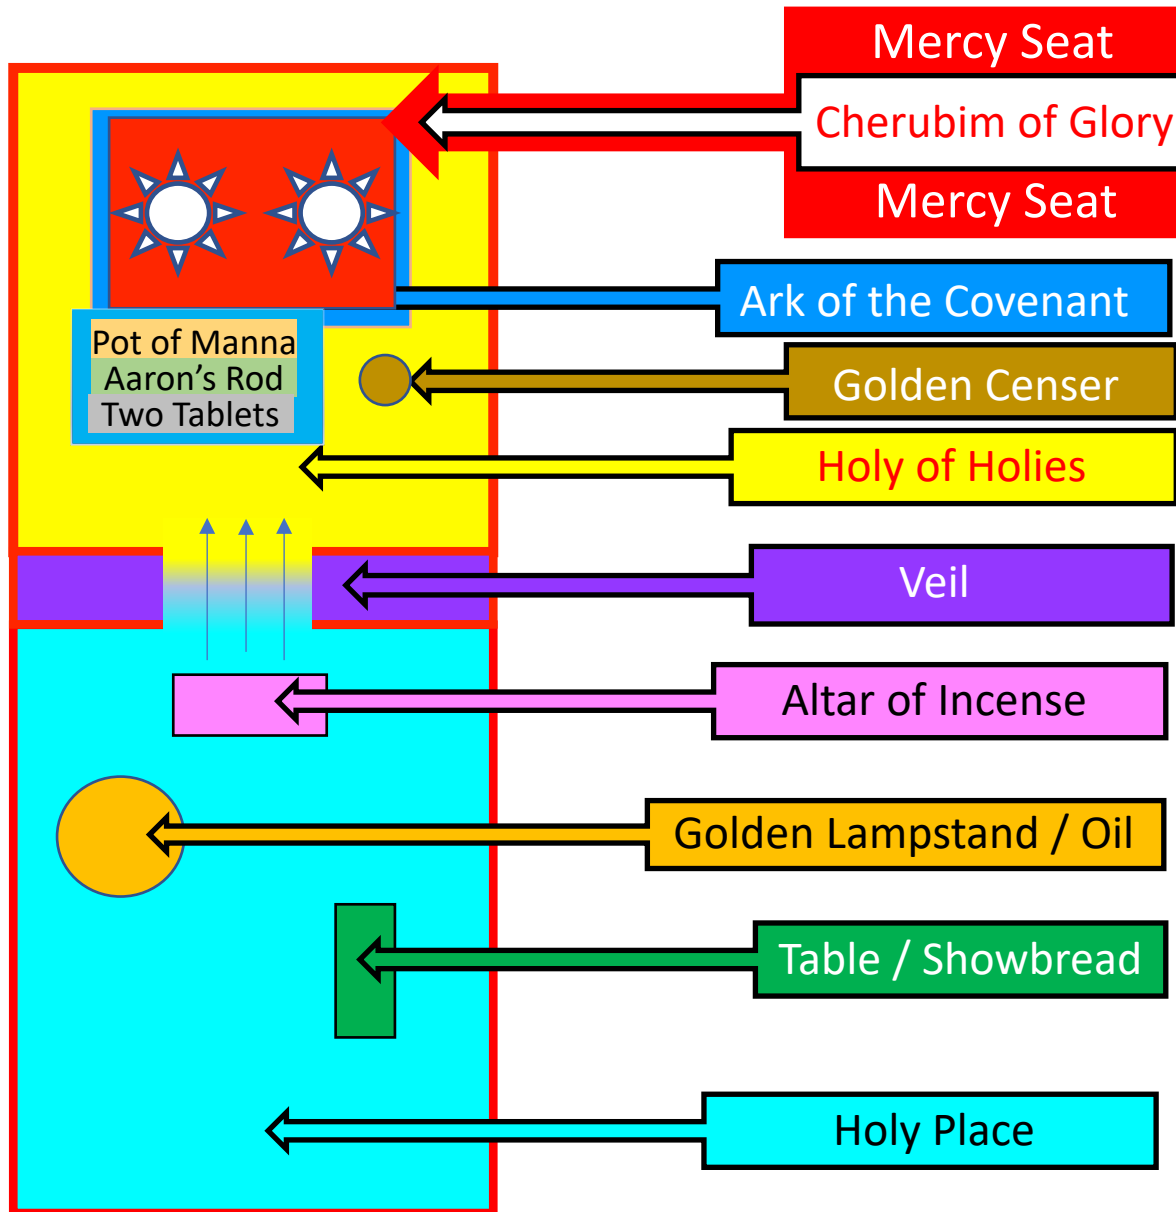 Mercy Seat
Cherubim of Glory
Mercy Seat
Ark of the Covenant
Pot of Manna
Aaron’s Rod
Two Tablets
Golden Censer
Holy of Holies
Veil
Altar of Incense
Golden Lampstand / Oil
Table / Showbread
Holy Place